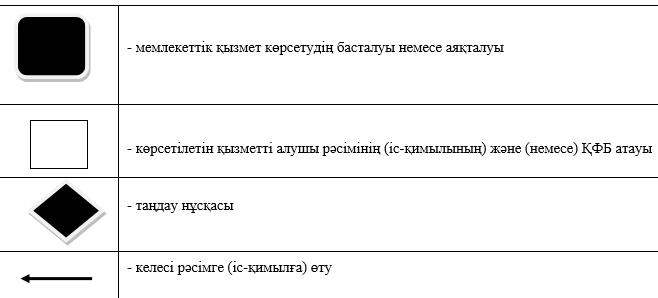 - мемлекеттік қызмет көрсетудің басталуы немесе аяқталуы
- көрсетілетін қызметті алушы рәсімінің (іс-қимылының) және (немесе) ҚФБ атауы
- таңдау нұсқасы
- келесі рәсімге (іс-қимылға) өту